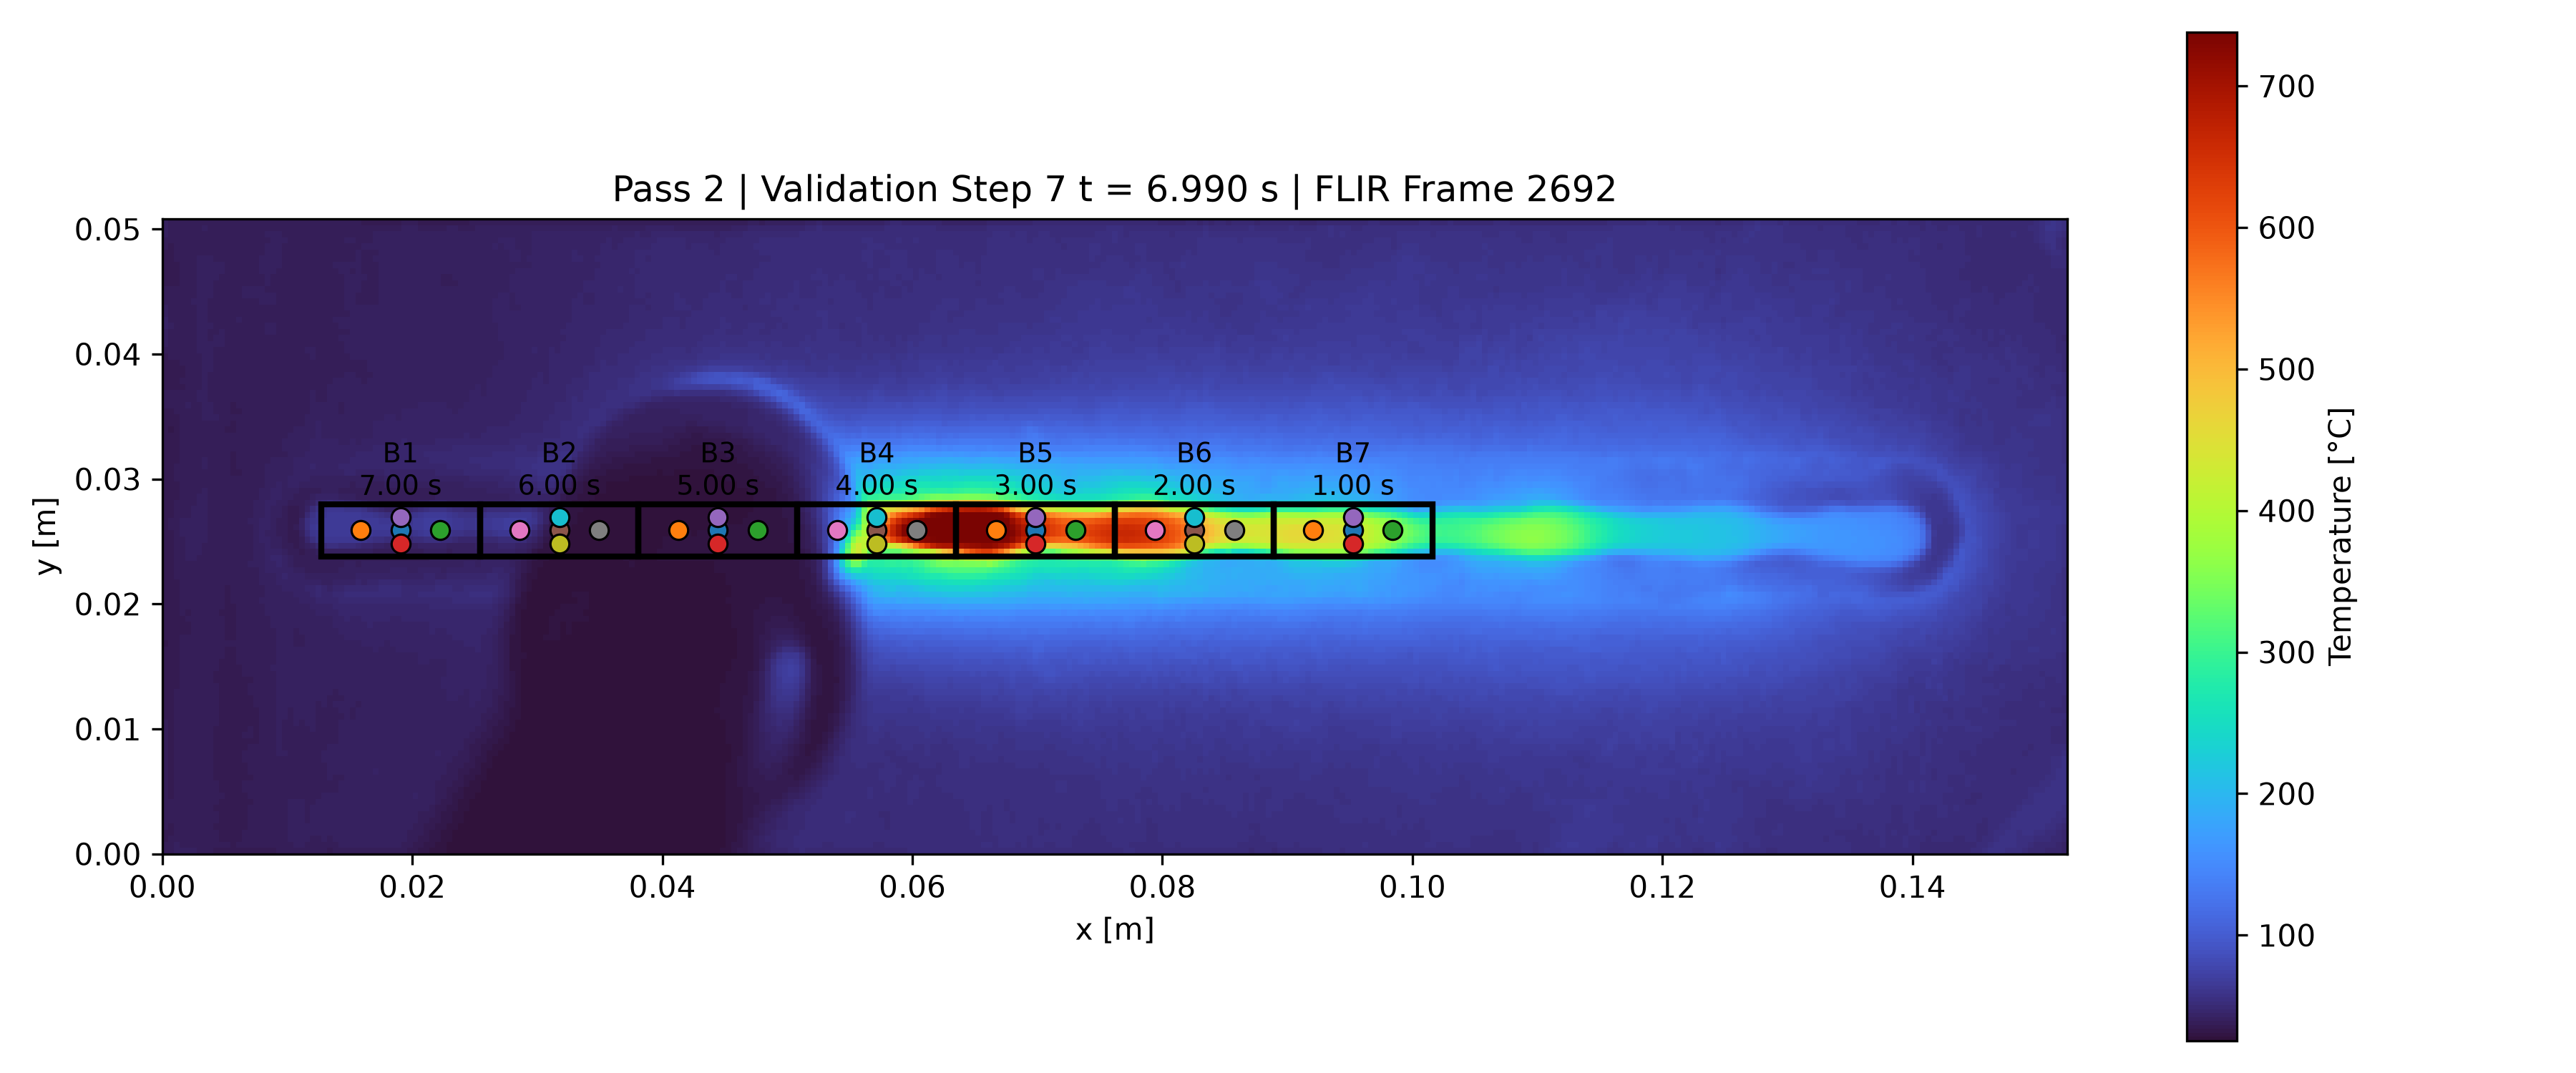 Pass 2 | Validation Step 7 t = 6.990 s | FLIR Frame 2692
B1 B2 B3 B4 B5 B6 B7
7.00 s 6.00 s 5.00 s 4.00 s 3.00 s 2.00 s 1.00 s
0.05
0.04
0.03
0.02
0.01
0.00
y [m]
0.00 0.02 0.04 0.06 0.08 0.10 0.12 0.14
x [m]
700
600
500
400
300
200
100
Temperature [°C]